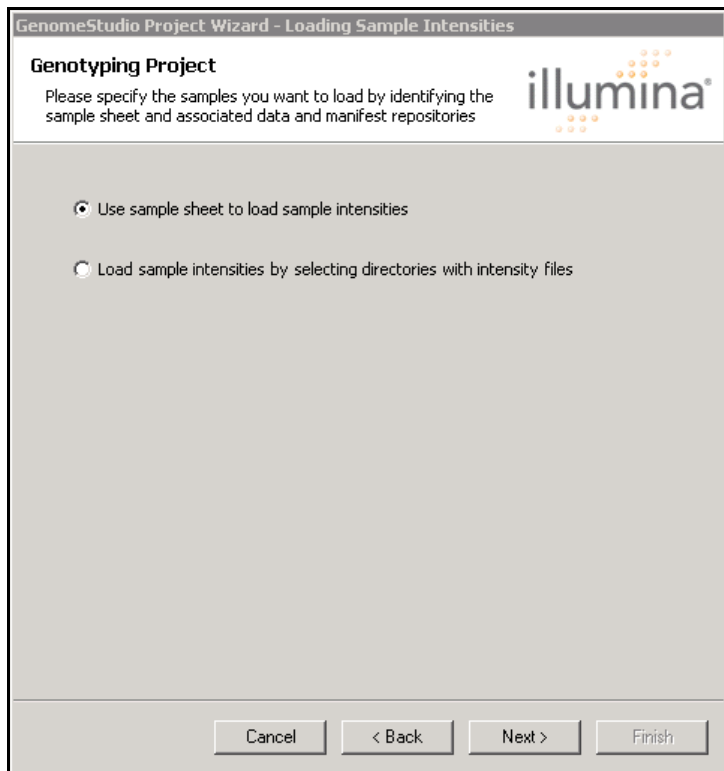 GenomeStudio Project Wizard - Loading Sample Intensities
Genotyping Project
Please specify the samples you want to load by identifying the
sample sheet and associated data and manifest repositories
illumina®
Use sample sheet to load sample intensities
Load sample intensities by selecting directories with intensity files
Cancel
< Back
Next >
Finish